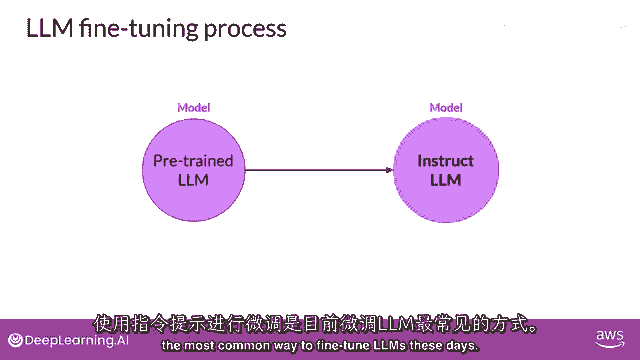 LLM fine-tuning process
Model
Model
Pre-trained
LLM
Instruct
LLM
使用指令提示进行微调是目前微调LLM最常见的方式。
the most common way to fine-tune LLMs these days.
DeepLearning.AI
aws